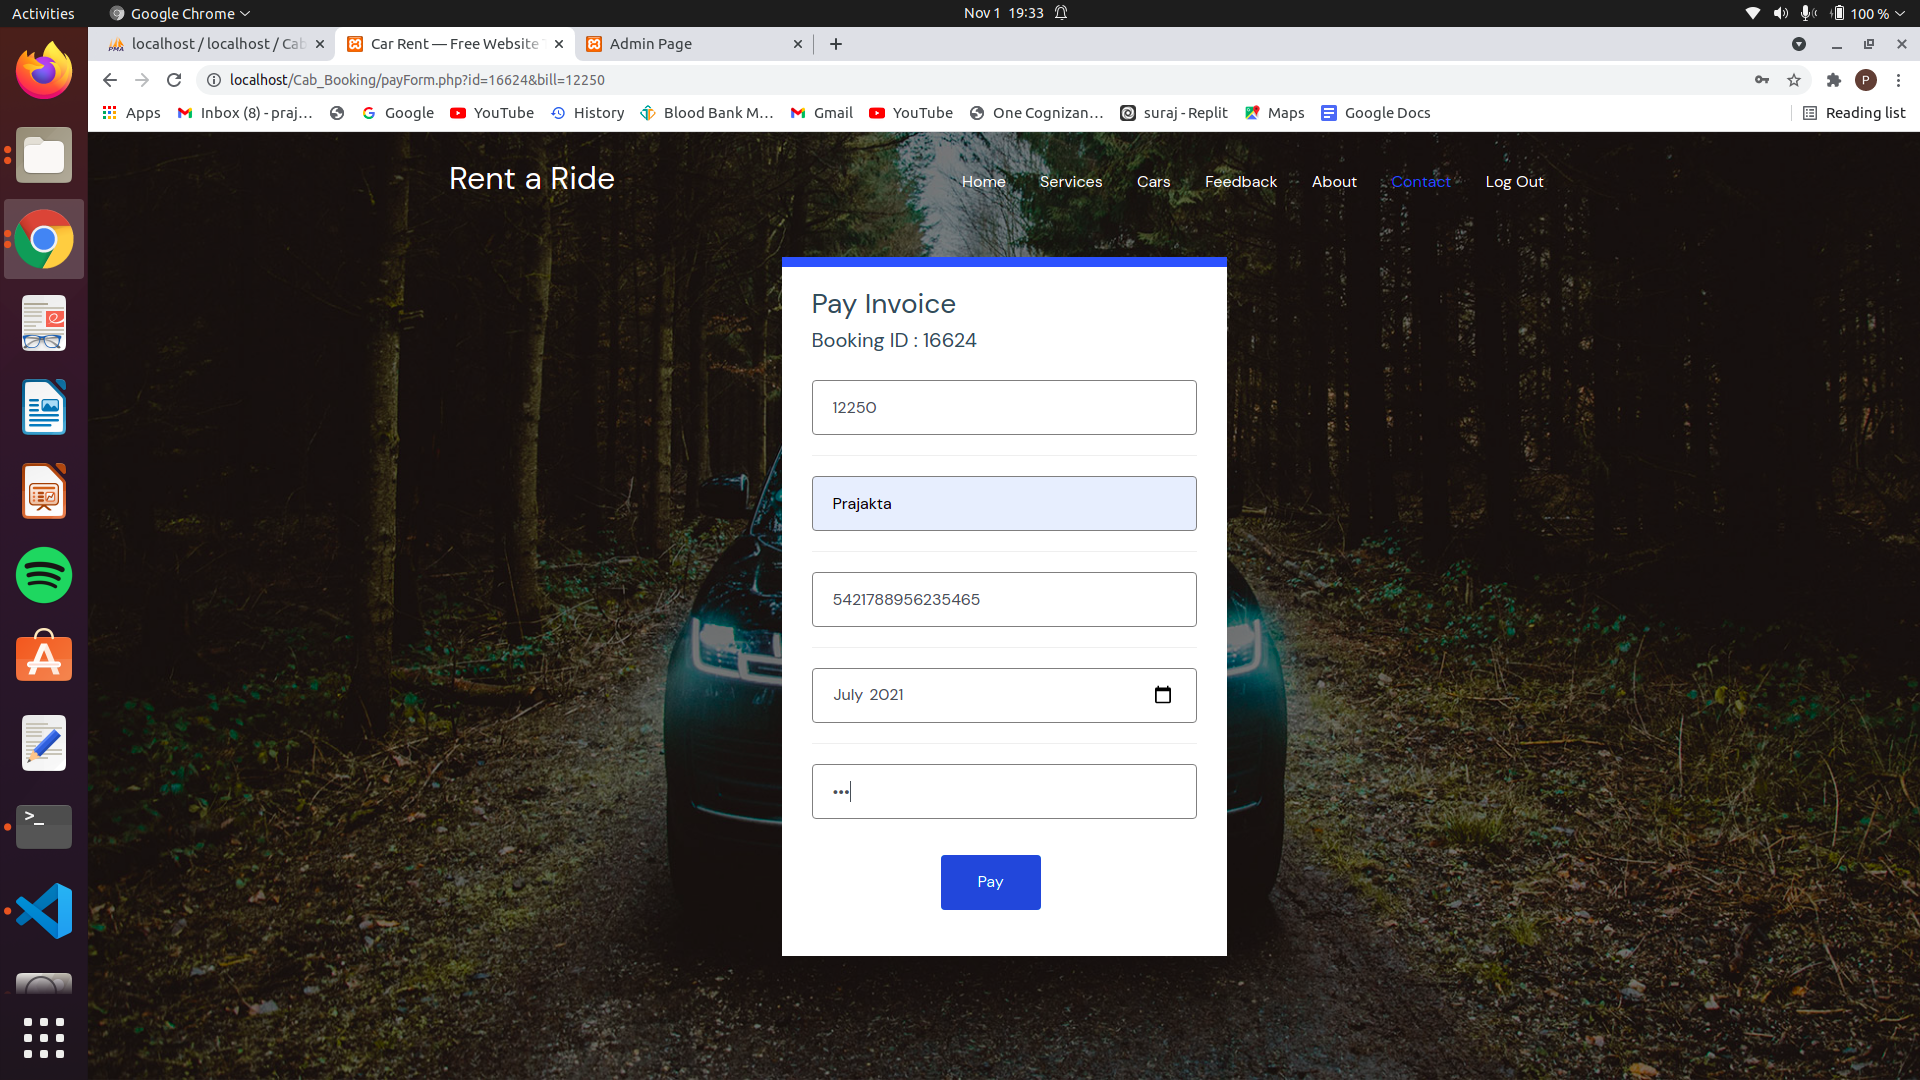 Activities
Google Chrome
Nov 1 19:33
100 %
localhost / localhost / Cab
Car Rent — Free Website
Admin Page
localhost/Cab_Booking/payForm.php?id=16624&bill=12250
P
Apps
Inbox (8) - praj...
Google
YouTube
History
Blood Bank M...
Gmail
YouTube
One Cognizan...
suraj - Replit
Maps
Google Docs
Reading list
Rent a Ride
Home
Services
Cars
Feedback
About
Contact
Log Out
Pay Invoice
Booking ID : 16624
12250
Prajakta
5421788956235465
July 2021
•••
Pay